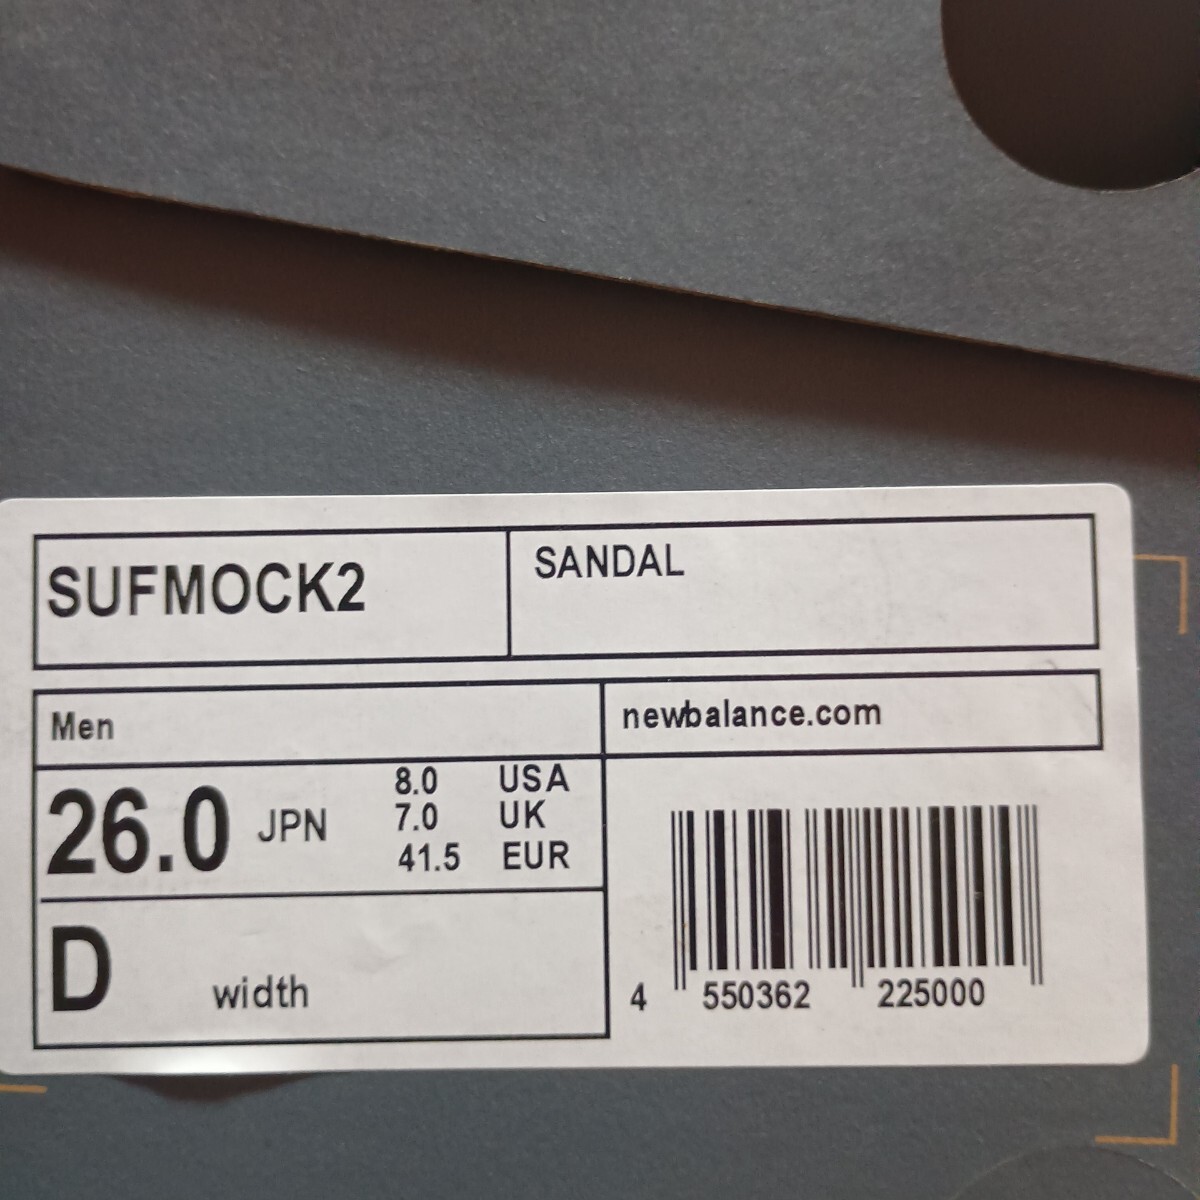 SUFMOCK2
SANDAL
Men
newbalance.com
26.0 JPN
8.0 USA
7.0 UK
41.5 EUR
D width
4 550362 225000